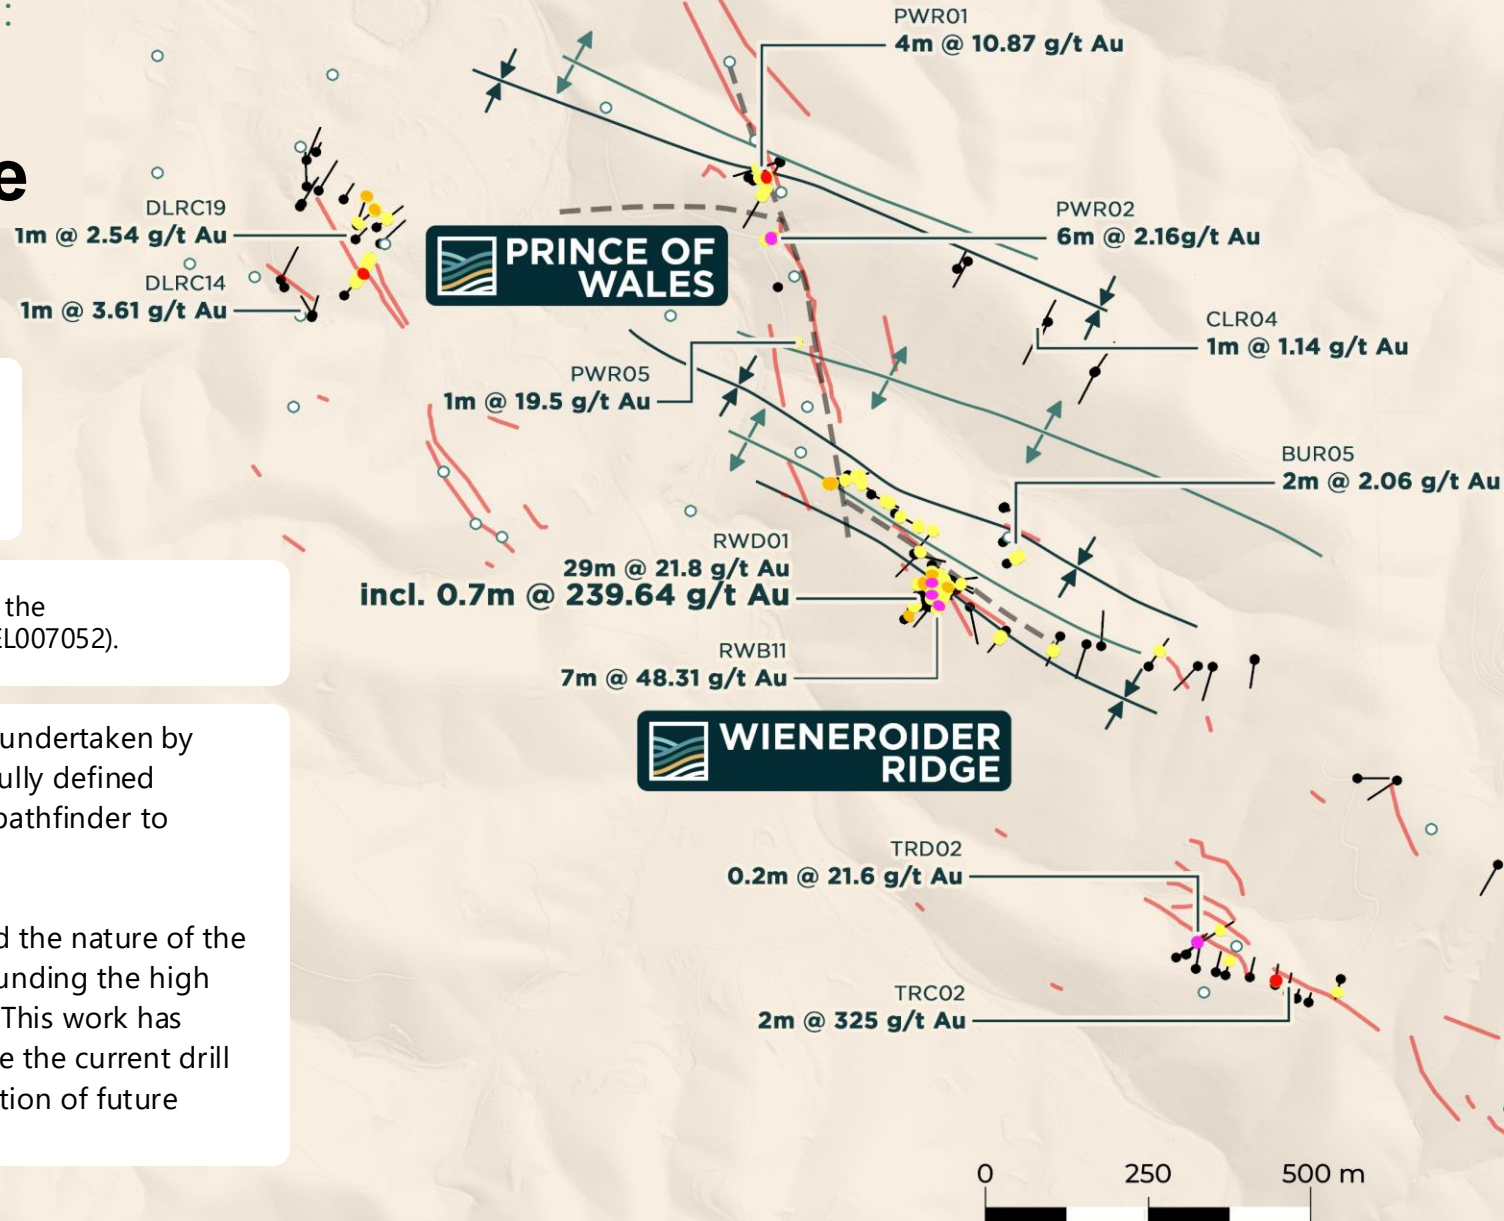 PWR01
4m @ 10.87 g/t Au
e
DLRC19
1m @ 2.54 g/t Au
DLRC14
1m @ 3.61 g/t Au
PRINCE OF
WALES
PWR02
6m @ 2.16g/t Au
CLR04
1m @ 1.14 g/t Au
PWR05
1m @ 19.5 g/t Au
BUR05
2m @ 2.06 g/t Au
RWD01
29m @ 21.8 g/t Au
incl. 0.7m @ 239.64 g/t Au
RWB11
7m @ 48.31 g/t Au
WIENEROIDER
RIDGE
the
EL007052).
undertaken by
ully defined
pathfinder to
d the nature of the
unding the high
This work has
e the current drill
tion of future
TRD02
0.2m @ 21.6 g/t Au
TRC02
2m @ 325 g/t Au
0 250 500 m